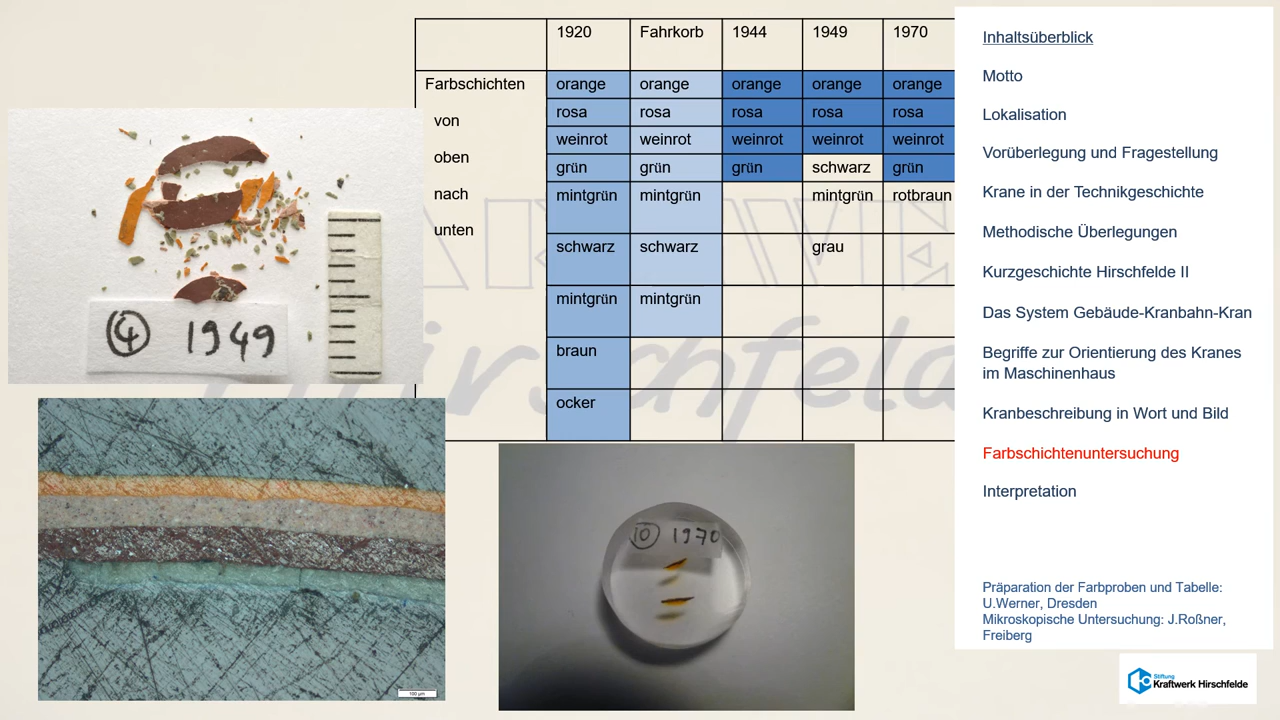 1920 Fahrkorb 1944 1949 1970
Farbschichten orange orange orange orange orange
von rosa rosa rosa rosa rosa
weinrot weinrot weinrot weinrot weinrot
oben grün grün grün schwarz grün
nach mintgrün mintgrün mintgrün rotbraun
unten
schwarz schwarz grau
mintgrün mintgrün
braun
ocker
4 1949
100 µm
10 1970
Inhaltsüberblick
Motto
Lokalisation
Vorüberlegung und Fragestellung
Krane in der Technikgeschichte
Methodische Überlegungen
Kurzgeschichte Hirschfelde II
Das System Gebäude-Kranbahn-Kran
Begriffe zur Orientierung des Kranes
im Maschinenhaus
Kranbeschreibung in Wort und Bild
Farbschichtenuntersuchung
Interpretation
Präparation der Farbproben und Tabelle:
U.Werner, Dresden
Mikroskopische Untersuchung: J.Roßner,
Freiberg
Stiftung
Kraftwerk Hirschfelde